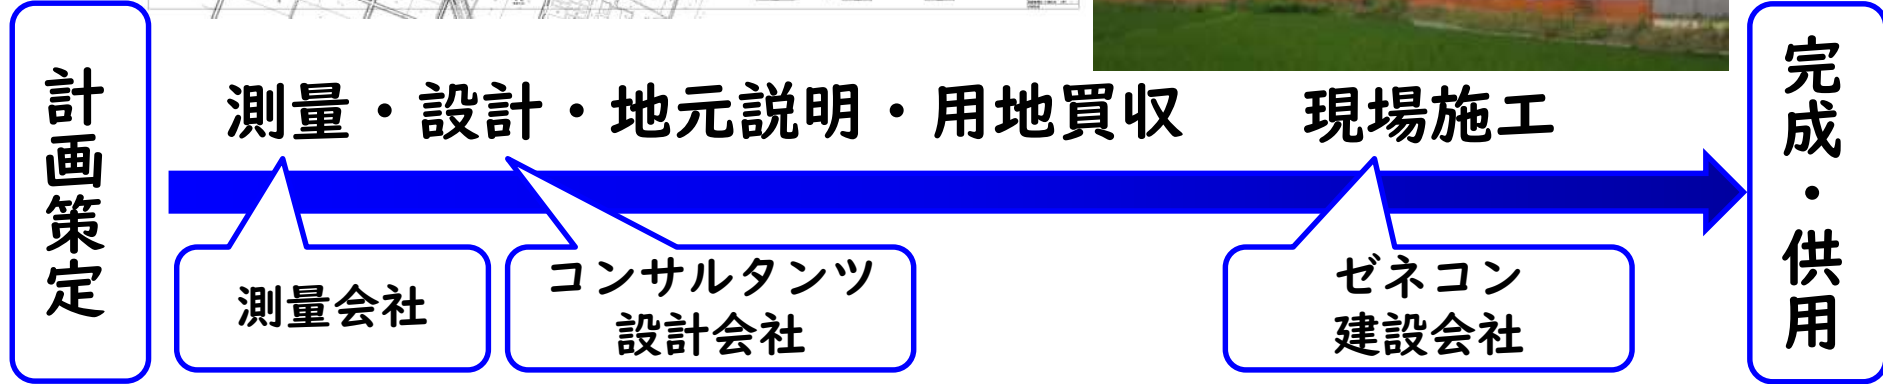 計画策定
測量・設計・地元説明・用地買収
現場施工
完成・供用
測量会社
コンサルタンツ
設計会社
ゼネコン
建設会社